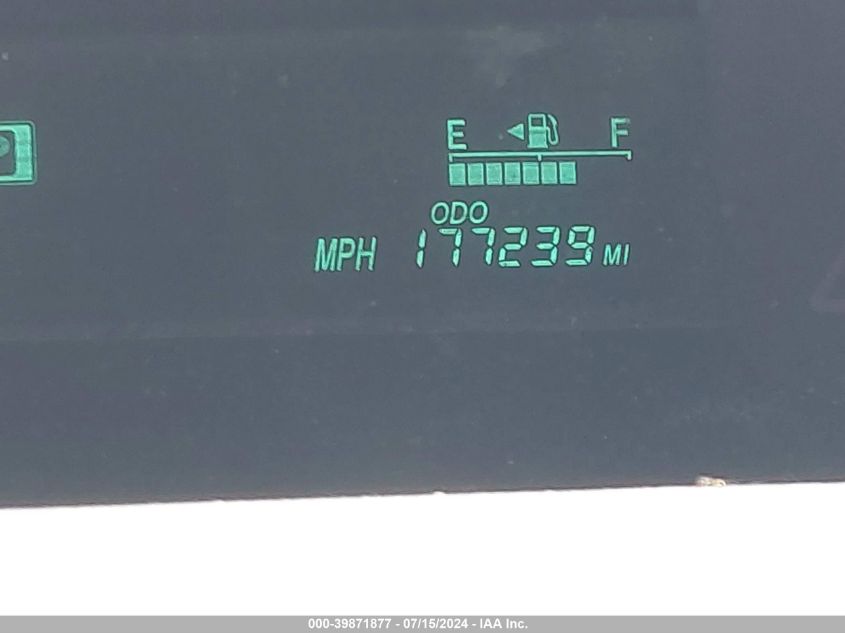 P
E F
ODO
MPH 177239 MI
000-39871877 - 07/15/2024 - IAA Inc.